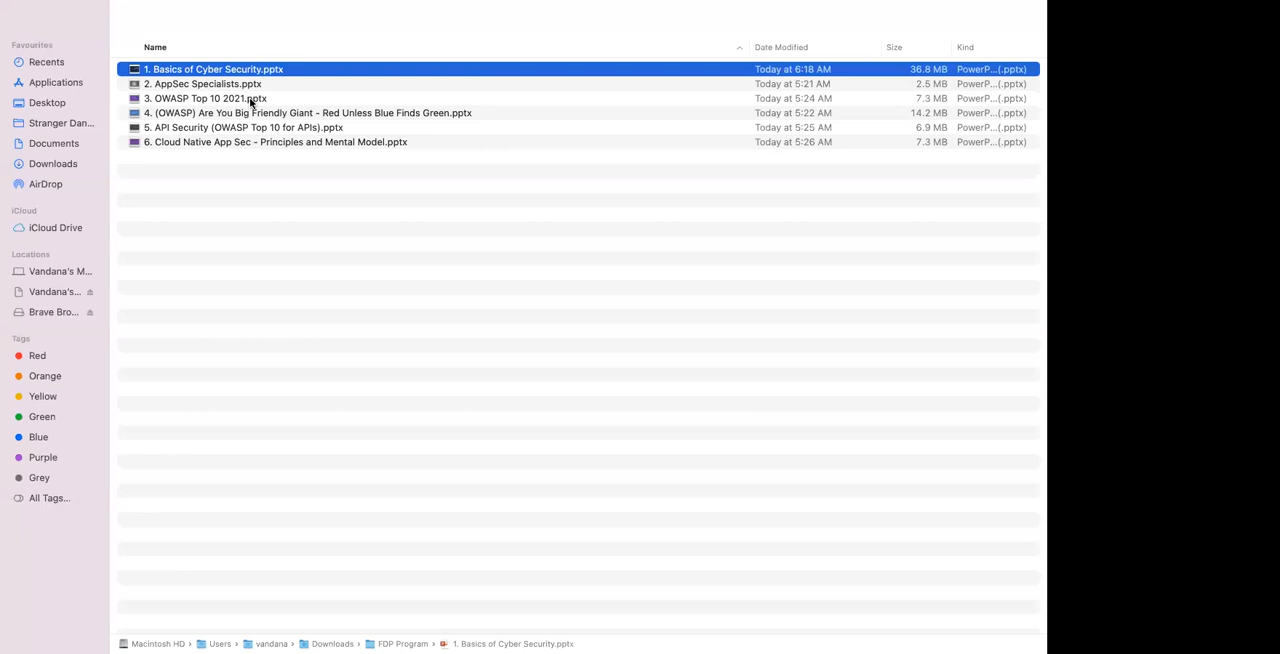 Favourites
Recents
Applications
Desktop
Stranger Dan...
Documents
Downloads
AirDrop
iCloud
iCloud Drive
Locations
Vandana's M...
Vandana's...
Brave Bro...
Tags
Red
Orange
Yellow
Green
Blue
Purple
Grey
All Tags...
Name Date Modified Size Kind
1. Basics of Cyber Security.pptx Today at 6:18 AM 36.8 MB PowerP...(.pptx)
2. AppSec Specialists.pptx Today at 5:21 AM 2.5 MB PowerP...(.pptx)
3. OWASP Top 10 2021.pptx Today at 5:24 AM 7.3 MB PowerP...(.pptx)
4. (OWASP) Are You Big Friendly Giant - Red Unless Blue Finds Green.pptx Today at 5:22 AM 14.2 MB PowerP...(.pptx)
5. API Security (OWASP Top 10 for APIs).pptx Today at 5:25 AM 6.9 MB PowerP...(.pptx)
6. Cloud Native App Sec - Principles and Mental Model.pptx Today at 5:26 AM 7.3 MB PowerP...(.pptx)
Macintosh HD › Users › vandana › Downloads › FDP Program › 1. Basics of Cyber Security.pptx